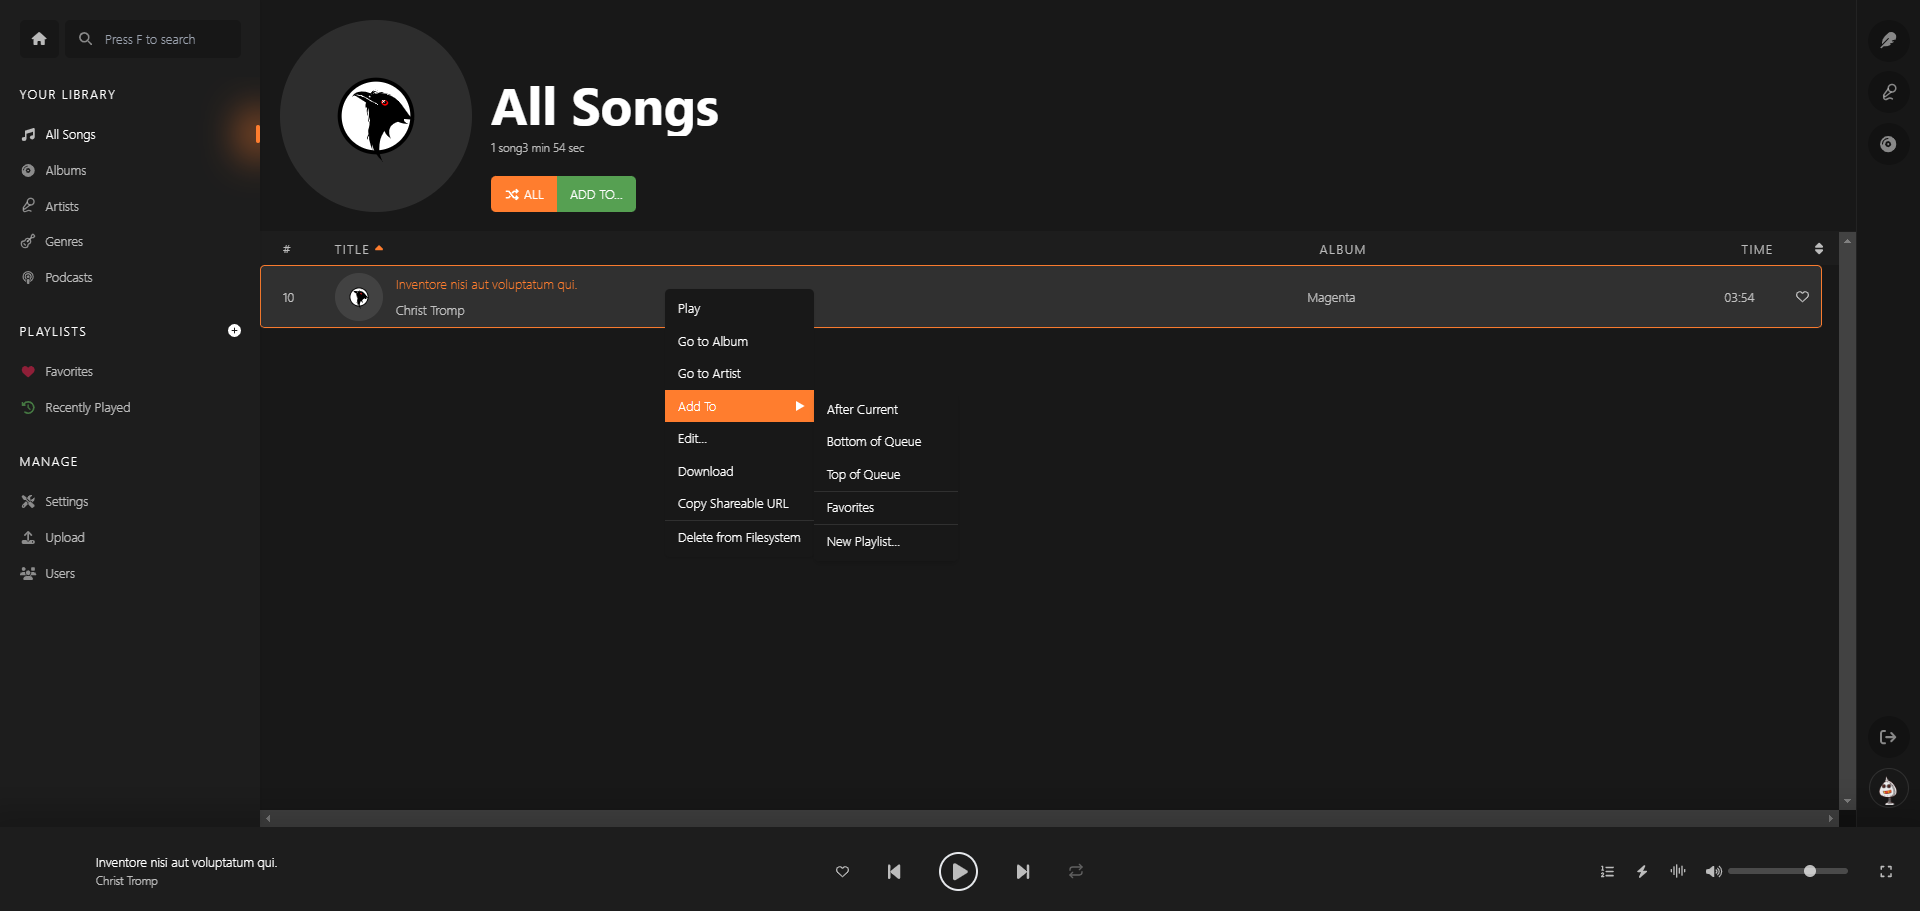 Press F to search
YOUR LIBRARY
All Songs
Albums
Artists
Genres
Podcasts
PLAYLISTS
Favorites
Recently Played
MANAGE
Settings
Upload
Users
All Songs
1 song3 min 54 sec
ALL
ADD TO...
# TITLE ALBUM TIME
10
Inventore nisi aut voluptatum qui.
Christ Tromp
Magenta
03:54
Play
Go to Album
Go to Artist
Add To
Edit...
Download
Copy Shareable URL
Delete from Filesystem
After Current
Bottom of Queue
Top of Queue
Favorites
New Playlist...
Inventore nisi aut voluptatum qui.
Christ Tromp